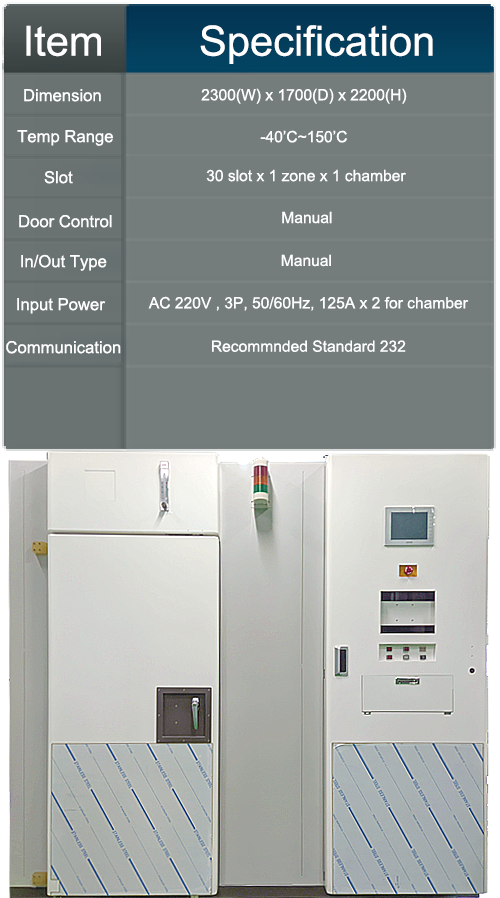 Item Specification
Dimension 2300(W) x 1700(D) x 2200(H)
Temp Range -40'C~150'C
Slot 30 slot x 1 zone x 1 chamber
Door Control Manual
In/Out Type Manual
Input Power AC 220V , 3P, 50/60Hz, 125A x 2 for chamber
Communication Recommnded Standard 232